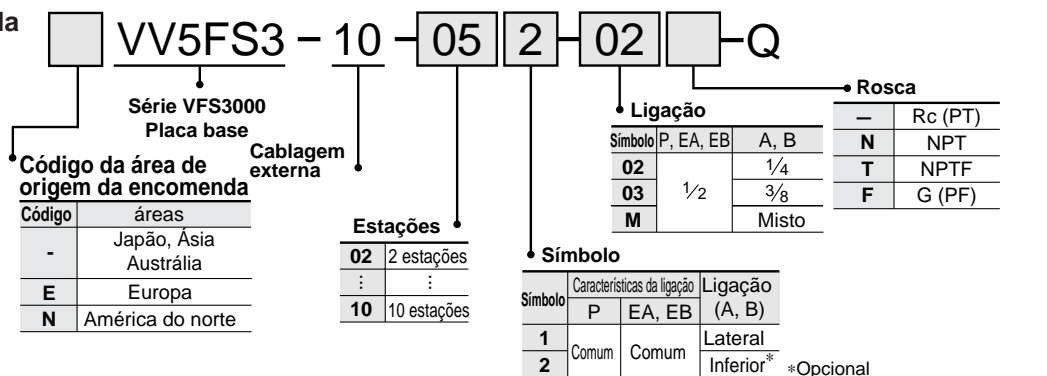 da
VV5FS3 – 10 – 05 2 – 02 –Q
Série VFS3000
Placa base
Cablagem
externa
Código da área de
origem da encomenda
Código áreas
- Japão, Ásia
Austrália
E Europa
N América do norte
Estações
02 2 estações
⋮ ⋮
10 10 estações
Ligação
Símbolo P, EA, EB A, B
02 1/2 1/4
03 3/8
M Misto
Rosca
– Rc (PT)
N NPT
T NPTF
F G (PF)
Símbolo
Símbolo Características da ligação Ligação
(A, B)
P EA, EB
1 Comum Comum Lateral
2 Inferior* *Opcional